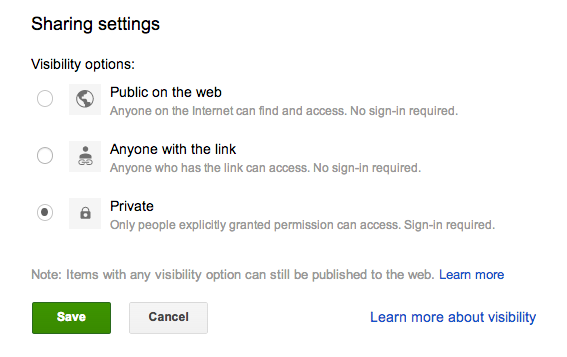 Sharing settings
Visibility options:
Public on the web
Anyone on the Internet can find and access. No sign-in required.
Anyone with the link
Anyone who has the link can access. No sign-in required.
Private
Only people explicitly granted permission can access. Sign-in required.
Note: Items with any visibility option can still be published to the web. Learn more
Save Cancel Learn more about visibility